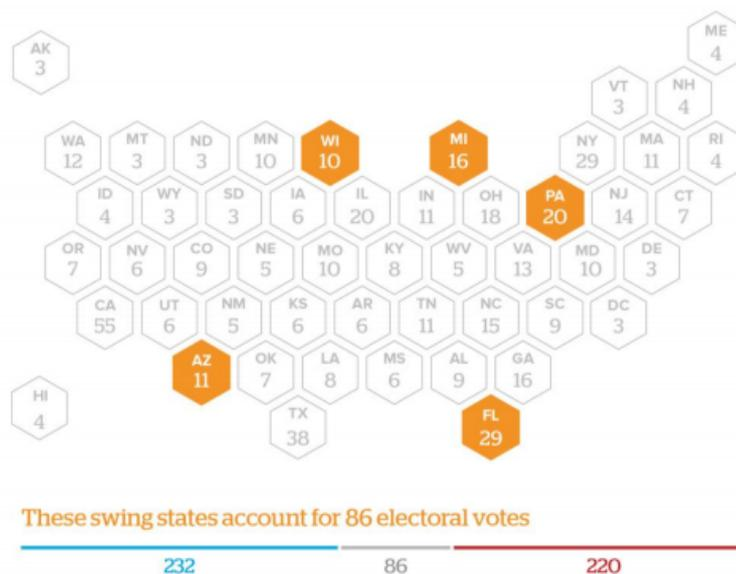 ME
4
AK
3
VT
3
NH
4
WA
12
MT
3
ND
3
MN
10
WI
10
MI
16
NY
29
MA
11
RI
4
ID
4
WY
3
SD
3
IA
6
IL
20
IN
11
OH
18
PA
20
NJ
14
CT
7
OR
7
NV
6
CO
9
NE
5
MO
10
KY
8
WV
5
VA
13
MD
10
DE
3
CA
55
UT
6
NM
5
KS
6
AR
6
TN
11
NC
15
SC
9
DC
3
AZ
11
OK
7
LA
8
MS
6
AL
9
GA
16
HI
4
TX
38
FL
29
These swing states account for 86 electoral votes
232 86 220